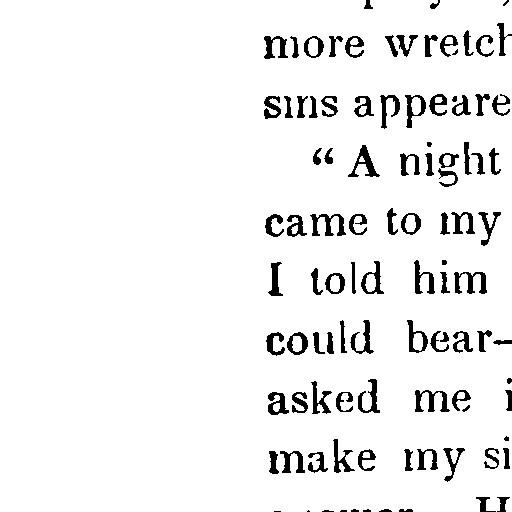 more wretch
sins appeare
“ A night
came to my
I told him
could bear–
asked me i
make my si